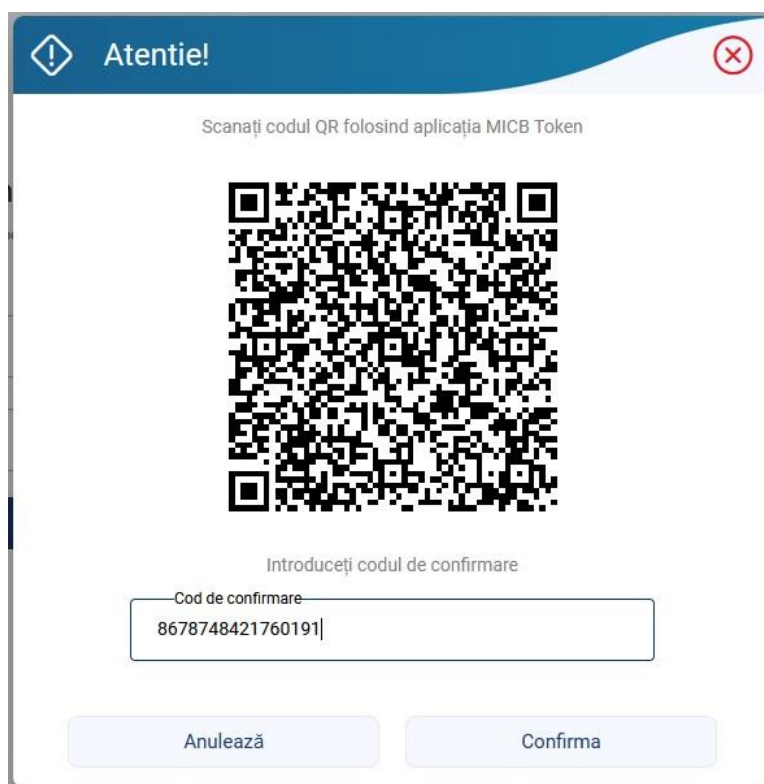 Atentie!
Scanați codul QR folosind aplicația MICB Token
Introduceți codul de confirmare
Cod de confirmare
8678748421760191
Anulează
Confirma